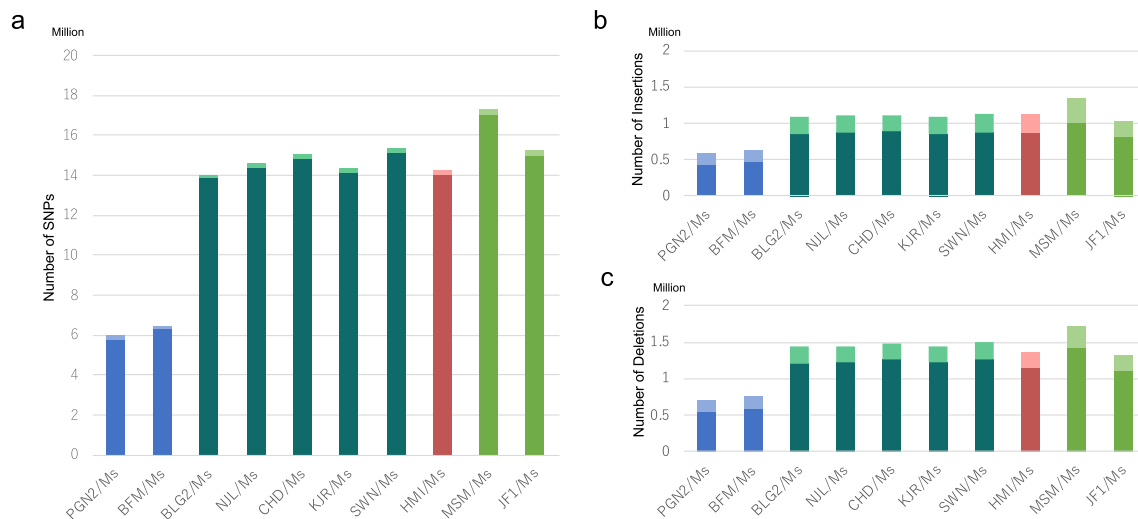 a
Million
20
18
16
14
12
10
8
6
4
2
0
Number of SNPs
PGN2/Ms
BFM/Ms
BLG2/Ms
NJL/Ms
CHD/Ms
KJR/Ms
SWN/Ms
HMI/Ms
MSM/Ms
JF1/Ms
b
Million
2
1.5
1
0.5
0
Number of Insertions
PGN2/Ms
BFM/Ms
BLG2/Ms
NJL/Ms
CHD/Ms
KJR/Ms
SWN/Ms
HMI/Ms
MSM/Ms
JF1/Ms
c
Million
2
1.5
1
0.5
0
Number of Deletions
PGN2/Ms
BFM/Ms
BLG2/Ms
NJL/Ms
CHD/Ms
KJR/Ms
SWN/Ms
HMI/Ms
MSM/Ms
JF1/Ms